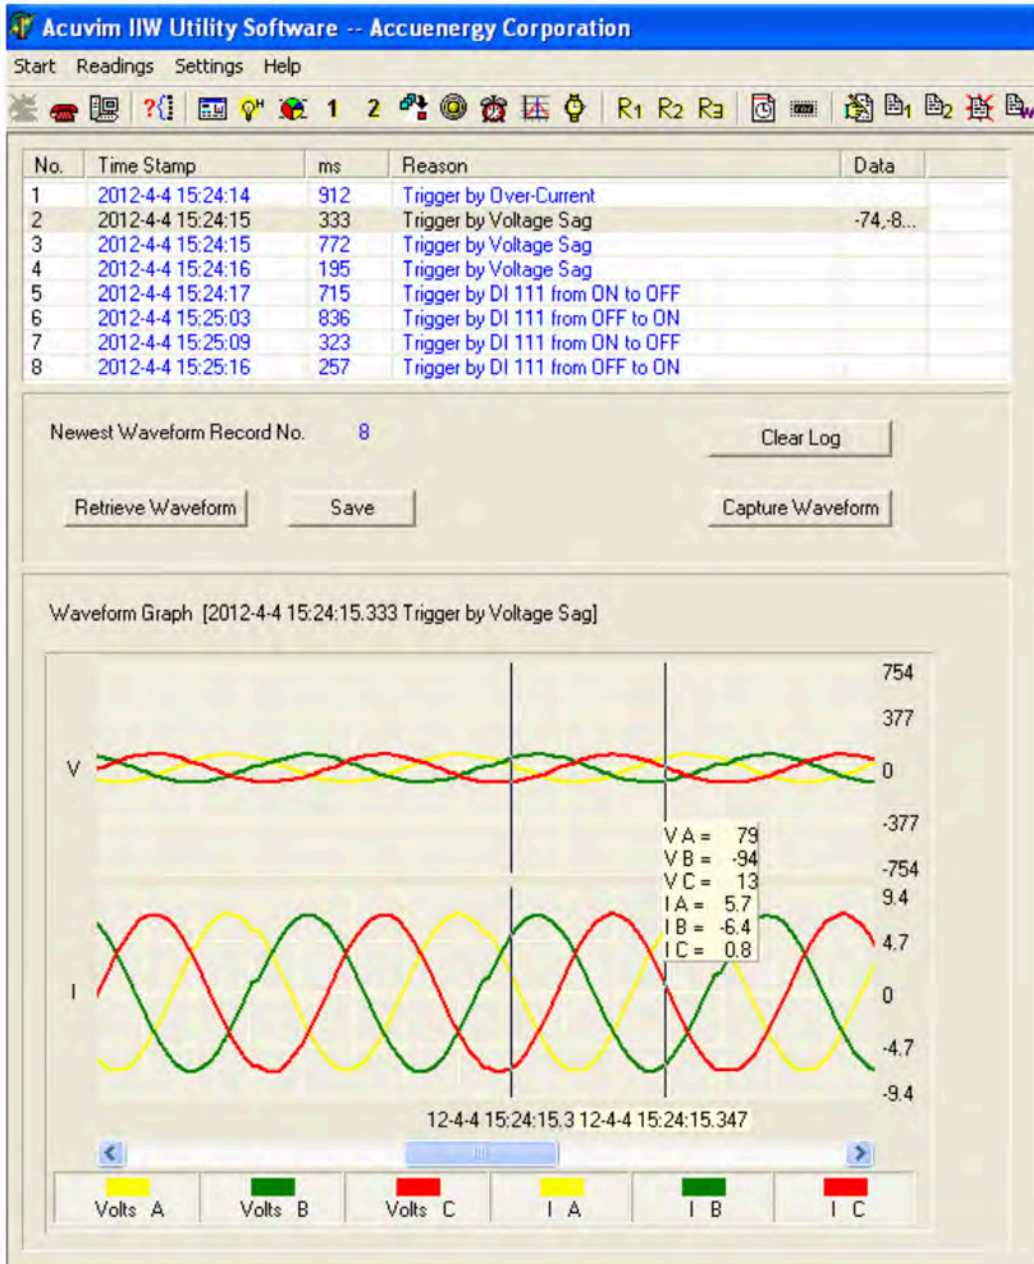 Acuvim IIW Utility Software -- Accuenergy Corporation
Start Readings Settings Help
1 2 R1 R2
No. Time Stamp ms Reason Data
1 2012-4-4 15:24:14 912 Trigger by Over-Current
2 2012-4-4 15:24:15 333 Trigger by Voltage Sag -74,-8...
3 2012-4-4 15:24:15 772 Trigger by Voltage Sag
4 2012-4-4 15:24:16 195 Trigger by Voltage Sag
5 2012-4-4 15:24:17 715 Trigger by DI 111 from ON to OFF
6 2012-4-4 15:25:03 836 Trigger by DI 111 from OFF to ON
7 2012-4-4 15:25:09 323 Trigger by DI 111 from ON to OFF
8 2012-4-4 15:25:16 257 Trigger by DI 111 from OFF to ON
Newest Waveform Record No. 8
Clear Log
Retrieve Waveform Save Capture Waveform
Waveform Graph [2012-4-4 15:24:15.333 Trigger by Voltage Sag]
754
377
V 0
-377
-754
V A = 79
V B = -94
V C = 13
I A = 5.7
I B = -6.4
I C = 0.8
9.4
4.7
I 0
-4.7
-9.4
12-4-4 15:24:15.3 12-4-4 15:24:15.347
Volts A Volts B Volts C I A I B I C